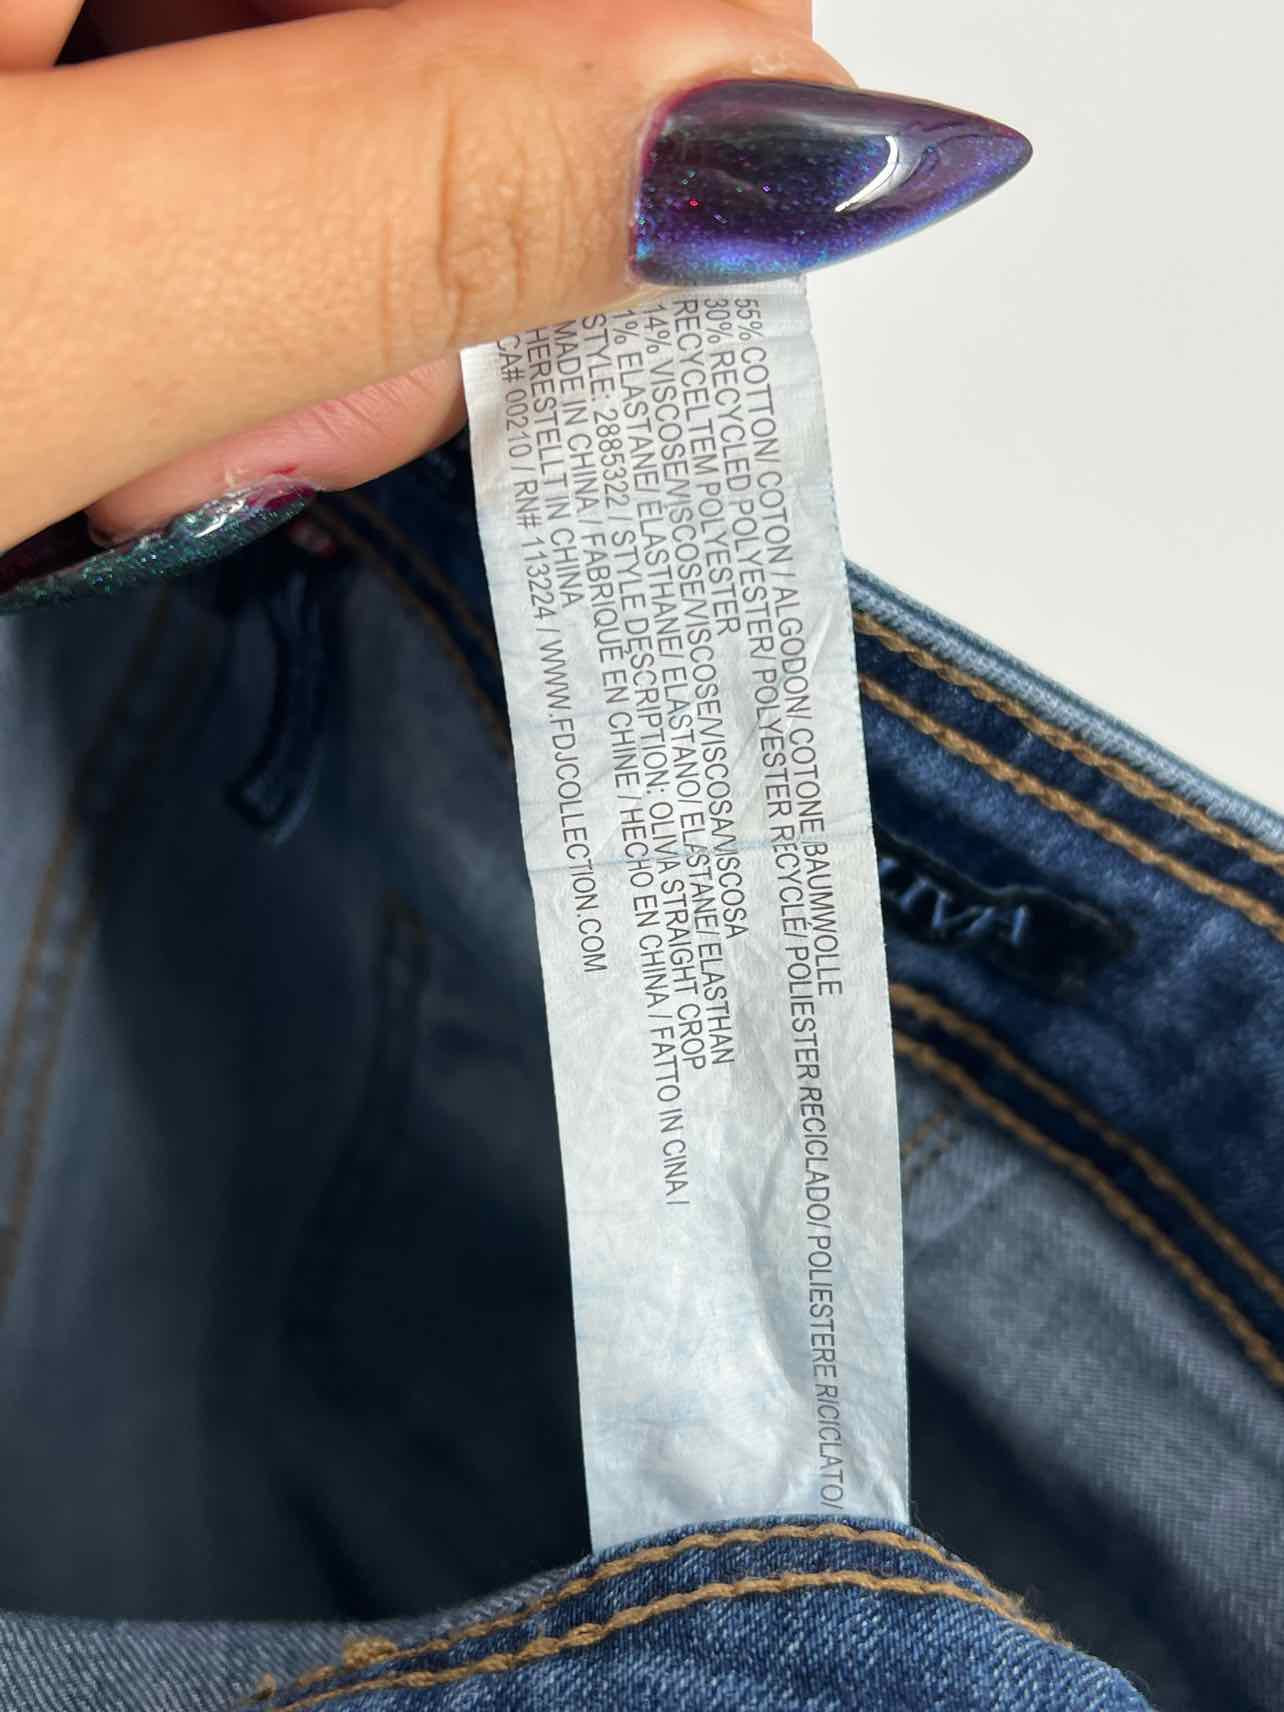 55% COTTON/ COTON / ALGODON/ COTONE/BAUMWOLLE
30% RECYCLED POLYESTER/ POLYESTER RECYCLÉ/ POLIESTER RECICLADO/ POLIESTERE RICICLATO/
RECYCELTEM POLYESTER
14% VISCOSE/VISCOSE/VISCOSE/VISCOSA/VISCOSA
1% ELASTANE/ ÉLASTHANE/ ELASTANO/ ELASTANE/ ELASTHAN
STYLE: 2885322 / STYLE DESCRIPTION: OLIVIA STRAIGHT CROP
MADE IN CHINA / FABRIQUÉ EN CHINE / HECHO EN CHINA / FATTO IN CINA /
HERESTELLT IN CHINA
CA# 00210 / RN# 113224 / WWW.FDJCOLLECTION.COM